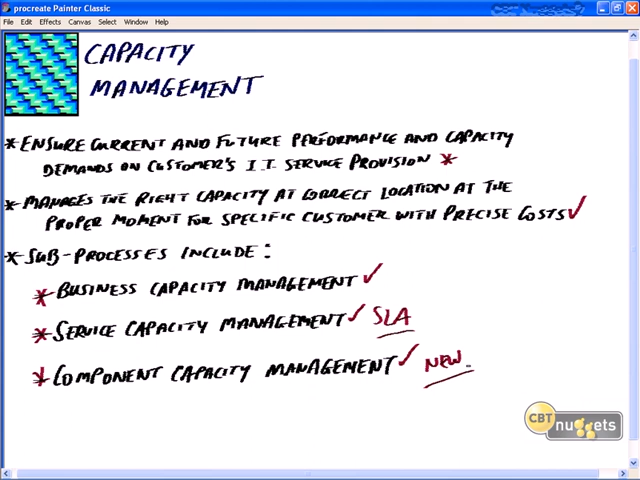 procreate Painter Classic
CBT Nuggets
File Edit Effects Canvas Window Help
CAPACITY
MANAGEMENT
* ENSURE CURRENT AND FUTURE PERFORMANCE AND CAPACITY
DEMANDS ON CUSTOMER'S I.T. SERVICE PROVISION *
* MANAGES THE RIGHT CAPACITY AT CORRECT LOCATION AT THE
PROPER MOMENT FOR SPECIFIC CUSTOMER WITH PRECISE COSTS ✓
* SUB-PROCESSES INCLUDE:
* BUSINESS CAPACITY MANAGEMENT ✓
* SERVICE CAPACITY MANAGEMENT ✓ SLA
* COMPONENT CAPACITY MANAGEMENT ✓ NEW
CBT nuggets